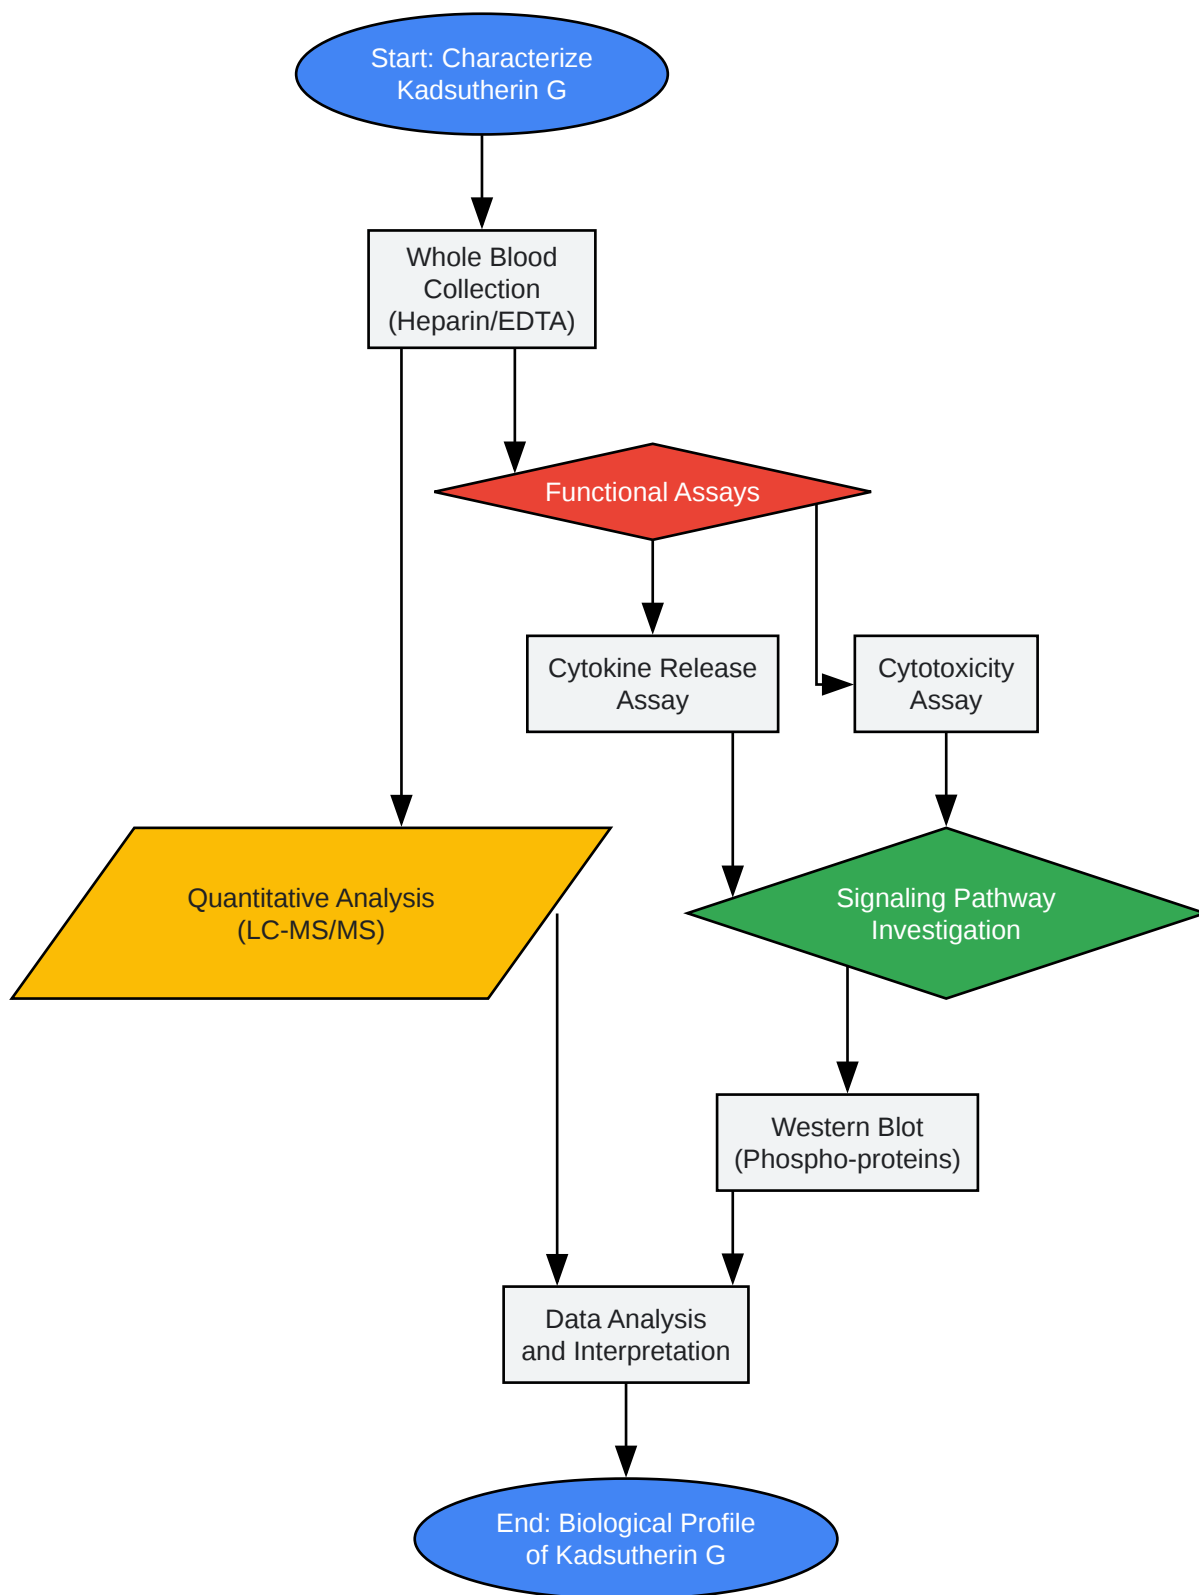 Start: Characterize
Kadsutherin G
Whole Blood
Collection
(Heparin/EDTA)
Functional Assays
Cytokine Release
Assay
Cytotoxicity
Assay
Quantitative Analysis
(LC-MS/MS)
Signaling Pathway
Investigation
Western Blot
(Phospho-proteins)
Data Analysis
and Interpretation
End: Biological Profile
of Kadsutherin G